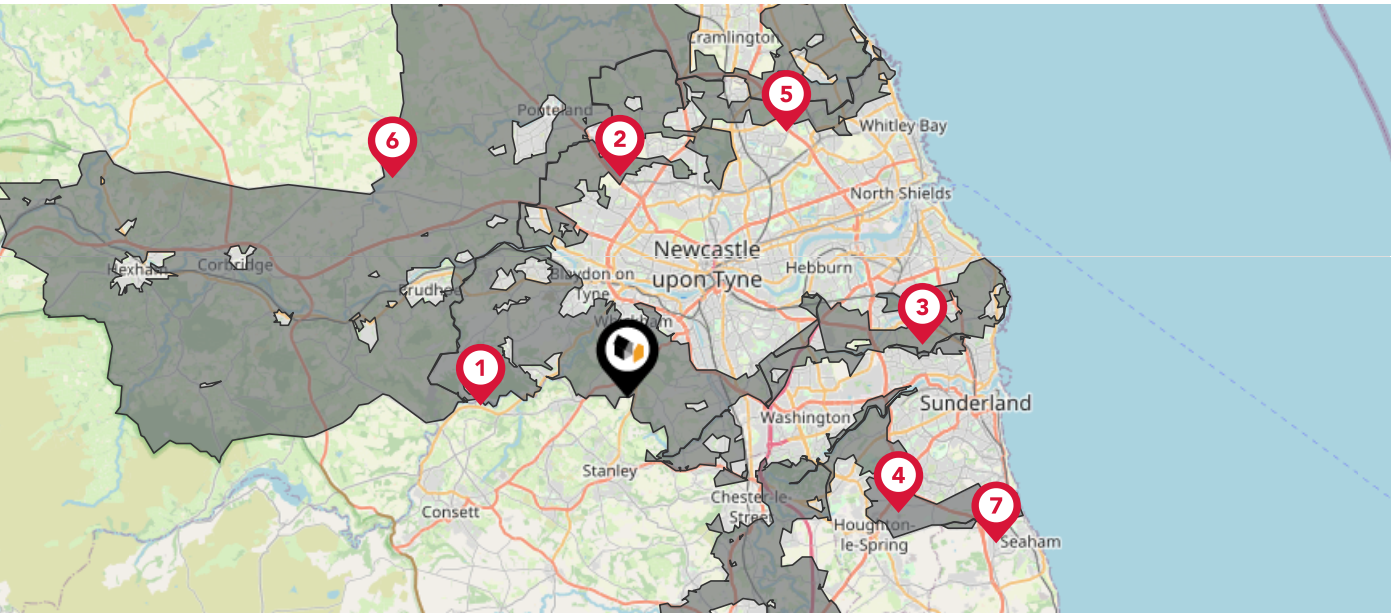 Cramlington
5
Ponteland
2
6
Whitley Bay
North Shields
Newcastle
upon Tyne
Hexham
Corbridge
Hebburn
Blaydon on
Tyne
Prudhoe
3
Whickham
1
Sunderland
Washington
Stanley
4
Chester-le-
Street
Consett
7
Houghton-
le-Spring
Seaham